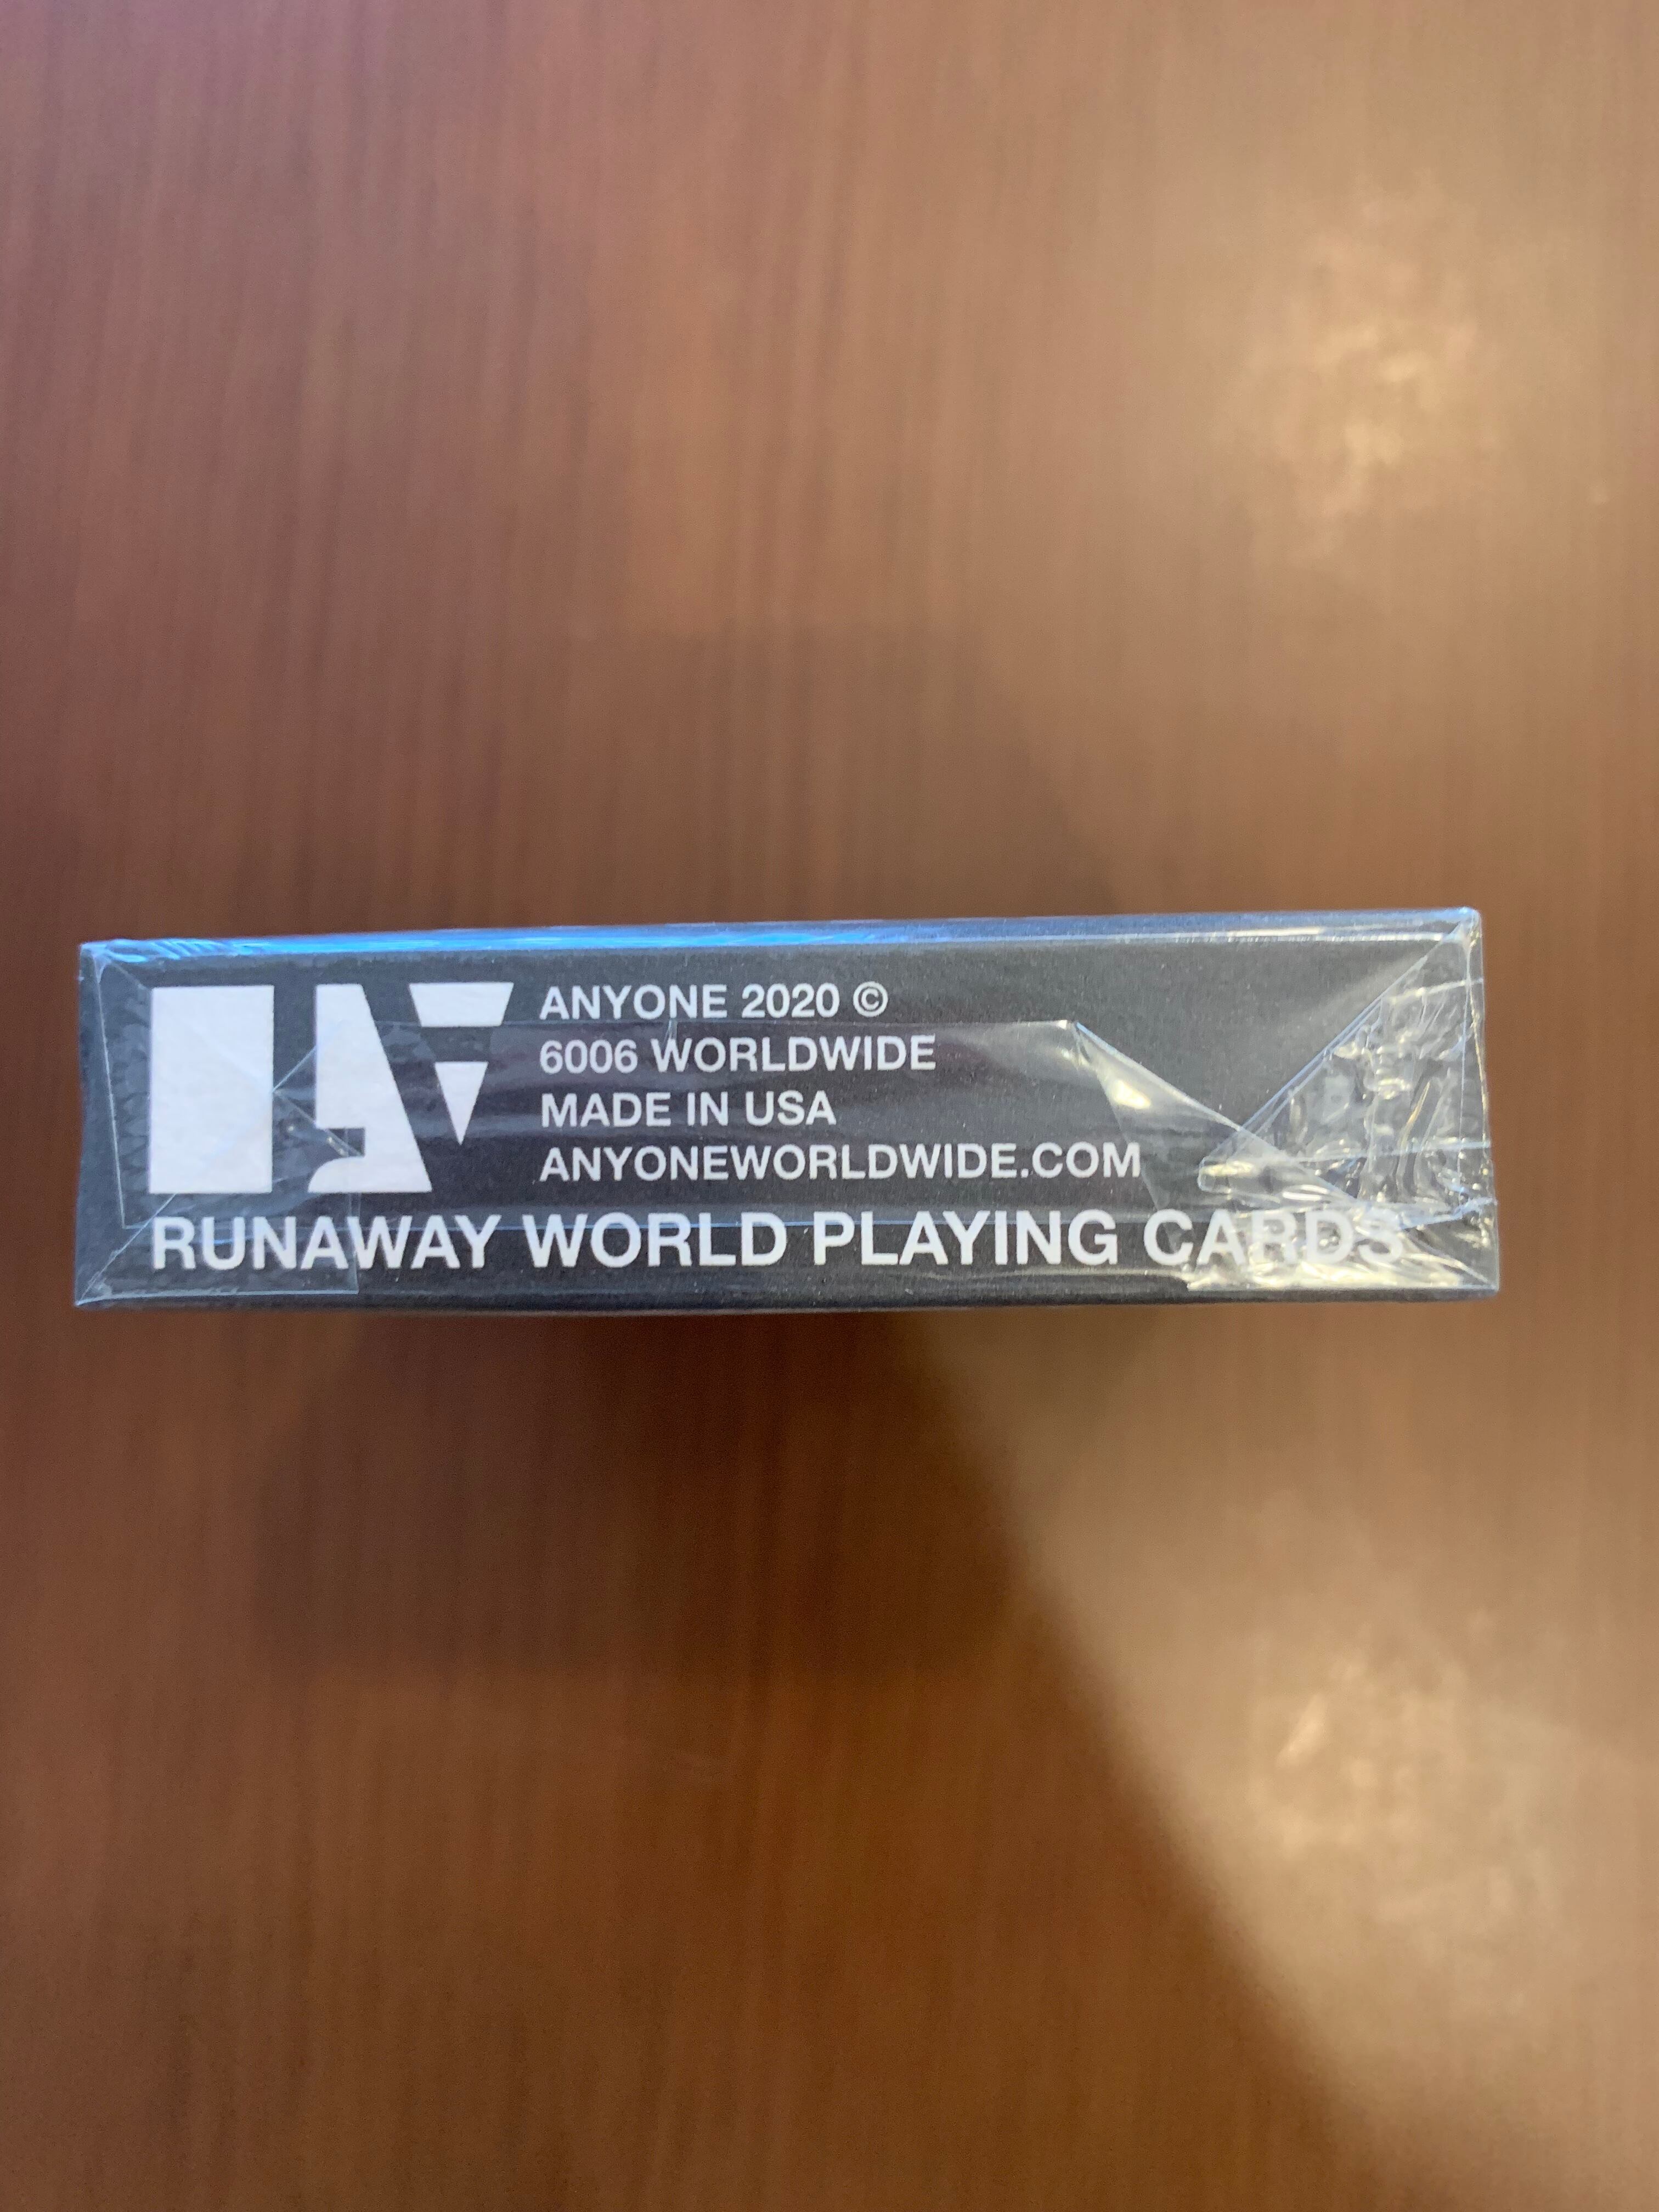 ANYONE 2020 ©
6006 WORLDWIDE
MADE IN USA
ANYONEWORLDWIDE.COM
RUNAWAY WORLD PLAYING CARDS